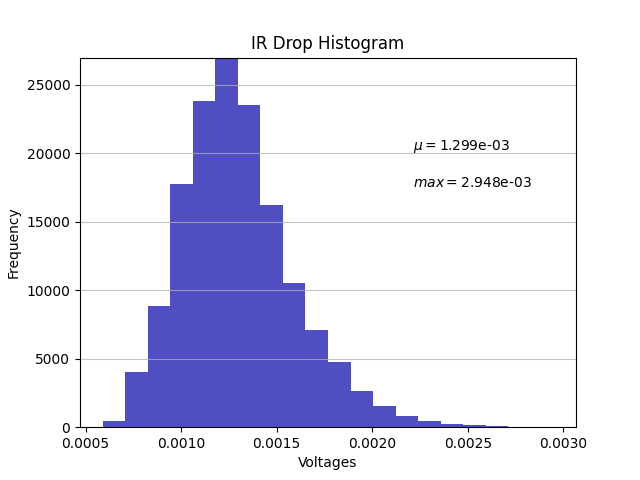 IR Drop Histogram
25000
20000
15000
10000
5000
0
Frequency
μ = 1.299e-03
max = 2.948e-03
0.0005 0.0010 0.0015 0.0020 0.0025 0.0030
Voltages